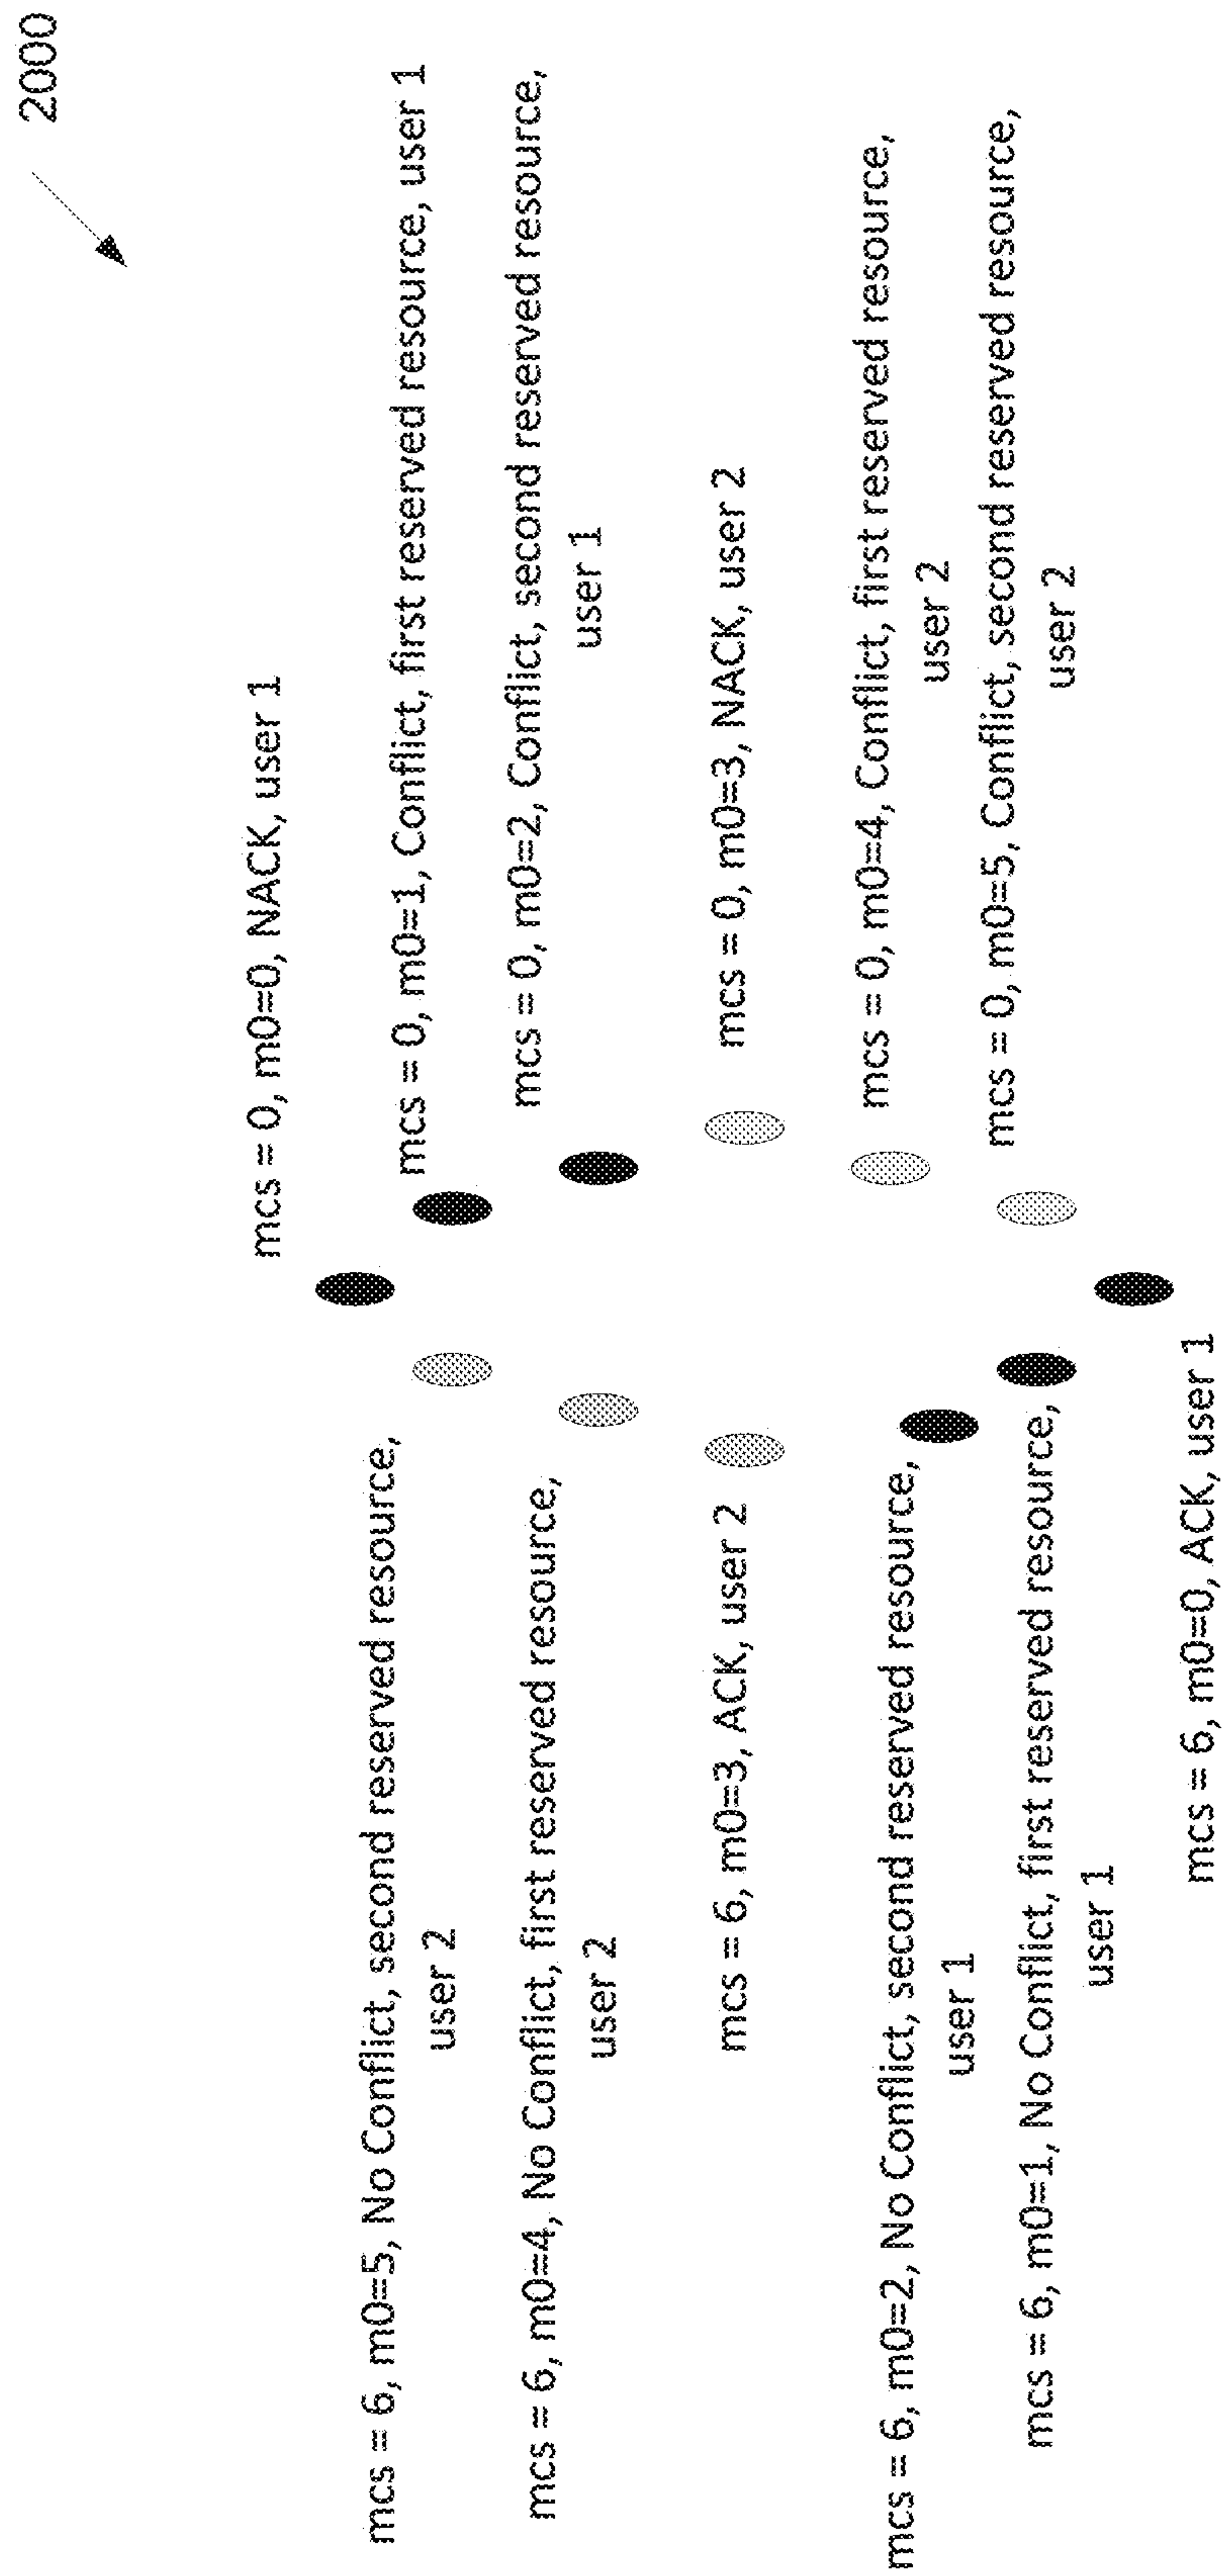 2000
mcs = 0, m0=0, NACK, user 1
mcs = 0, m0=1, Conflict, first reserved resource, user 1
mcs = 0, m0=2, Conflict, second reserved resource,
user 1
mcs = 0, m0=3, NACK, user 2
mcs = 0, m0=4, Conflict, first reserved resource,
user 2
mcs = 0, m0=5, Conflict, second reserved resource,
user 2
mcs = 6, m0=5, No Conflict, second reserved resource,
user 2
mcs = 6, m0=4, No Conflict, first reserved resource,
user 2
mcs = 6, m0=3, ACK, user 2
mcs = 6, m0=2, No Conflict, second reserved resource,
user 1
mcs = 6, m0=1, No Conflict, first reserved resource,
user 1
mcs = 6, m0=0, ACK, user 1